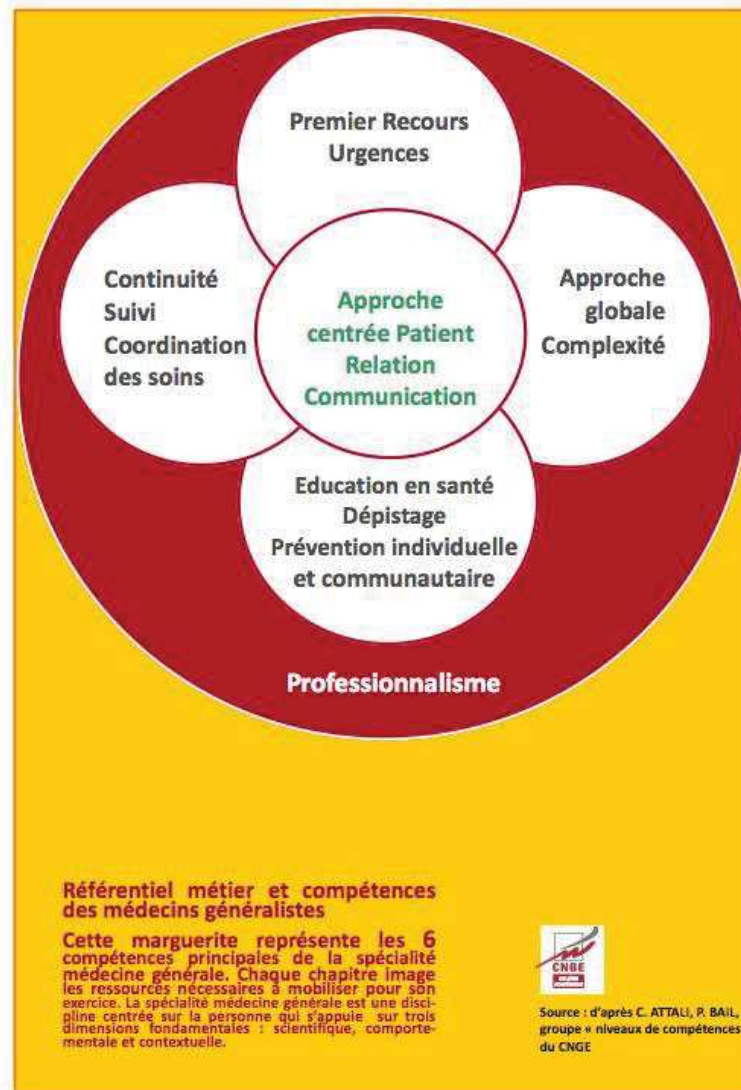 Premier Recours
Urgences
Continuité
Suivi
Coordination
des soins
Approche
centrée Patient
Relation
Communication
Approche
globale
Complexité
Education en santé
Dépistage
Prévention individuelle
et communautaire
Professionnalisme
Référentiel métier et compétences
des médecins généralistes
Cette marguerite représente les 6
compétences principales de la spécialité
médecine générale. Chaque chapitre image
les ressources nécessaires à mobiliser pour son
exercice. La spécialité médecine générale est une disci-
pline centrée sur la personne qui s'appuie sur trois
dimensions fondamentales : scientifique, comporte-
mentale et contextuelle.
CNGE
Source : d'après C. ATTALI, P. BAIL,
groupe « niveaux de compétences
du CNGE